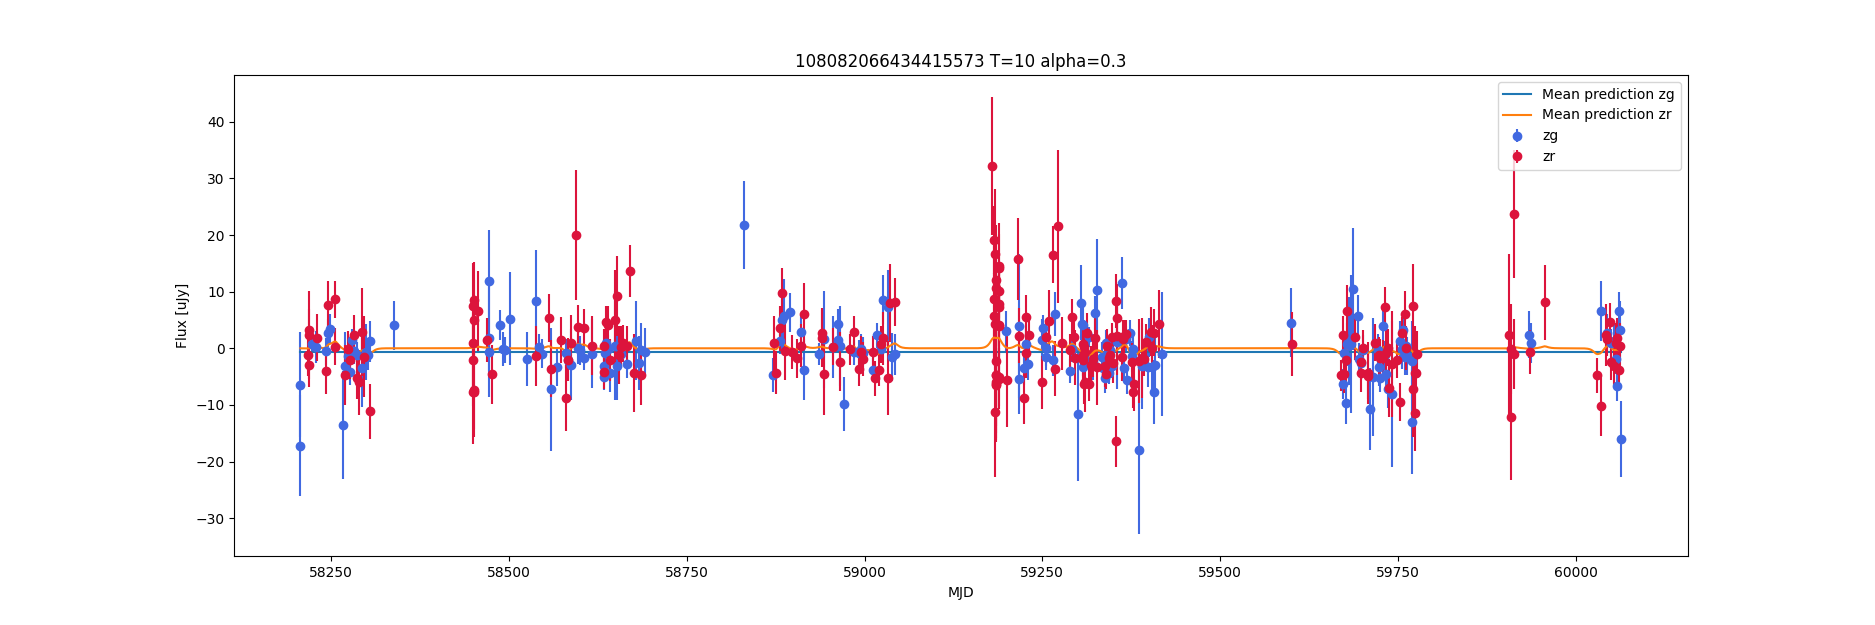 108082066434415573 T=10 alpha=0.3
Mean prediction zg
Mean prediction zr
zg
zr
Flux [uJy]
40
30
20
10
0
−10
−20
−30
58250 58500 58750 59000 59250 59500 59750 60000
MJD